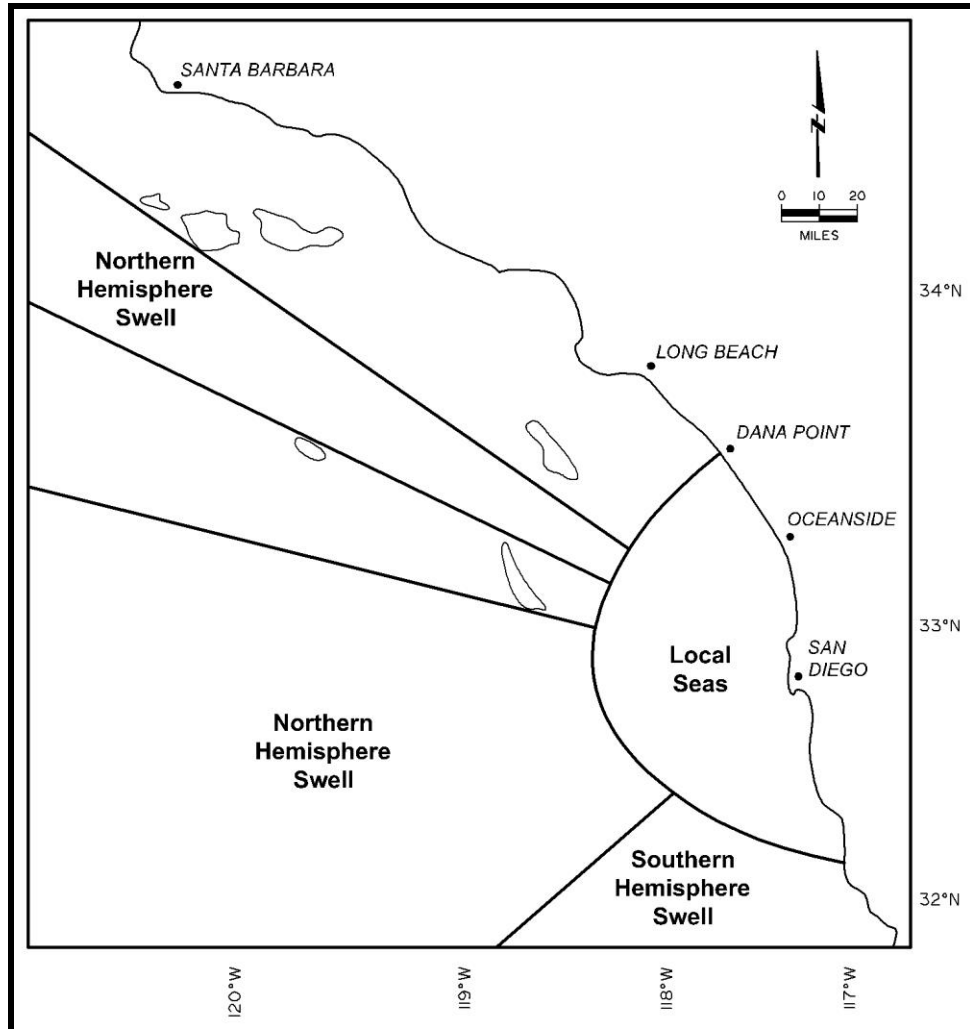 SANTA BARBARA
0 10 20
MILES
Northern
Hemisphere
Swell
34°N
LONG BEACH
DANA POINT
OCEANSIDE
33°N
SAN
DIEGO
Local
Seas
Northern
Hemisphere
Swell
Southern
Hemisphere
Swell
32°N
120°W
119°W
118°W
117°W